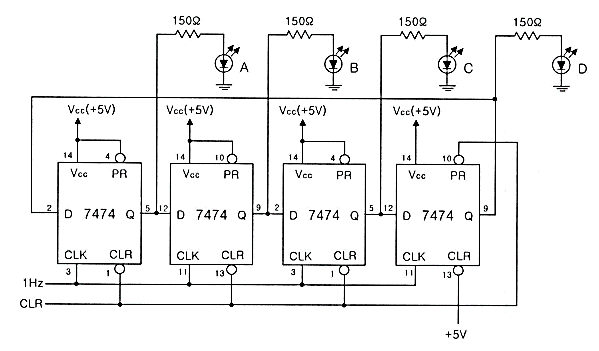 150Ω 150Ω 150Ω 150Ω
A B C D
Vcc(+5V) Vcc(+5V) Vcc(+5V) Vcc(+5V)
14 4 14 10 14 4 14 10
Vcc PR Vcc PR Vcc PR Vcc PR
2 D 7474 Q 5 12 D 7474 Q 9 2 D 7474 Q 5 12 D 7474 Q 9
CLK CLR CLK CLR CLK CLR CLK CLR
3 1 11 13 3 1 11 13
1Hz
CLR
+5V